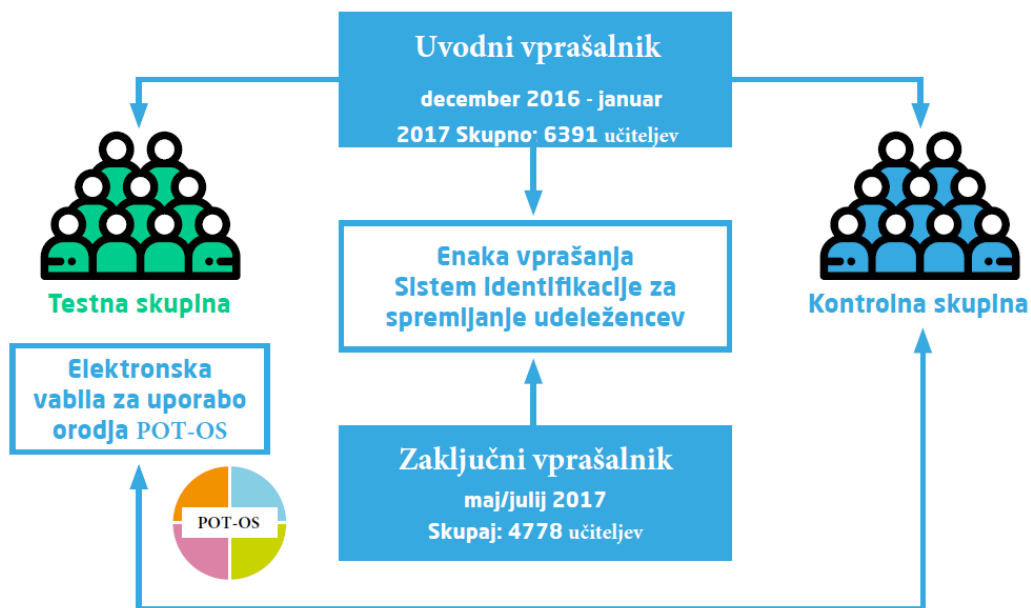 Uvodni vprašalnik
december 2016 - januar
2017 Skupno: 6391 učiteljev
Testna skupina
Enaka vprašanja
Sistem identifikacije za
spremljanje udeležencev
Kontrolna skupina
Elektronska
vabila za uporabo
orodja POT-OS
POT-OS
Zaključni vprašalnik
maj/julij 2017
Skupaj: 4778 učiteljev